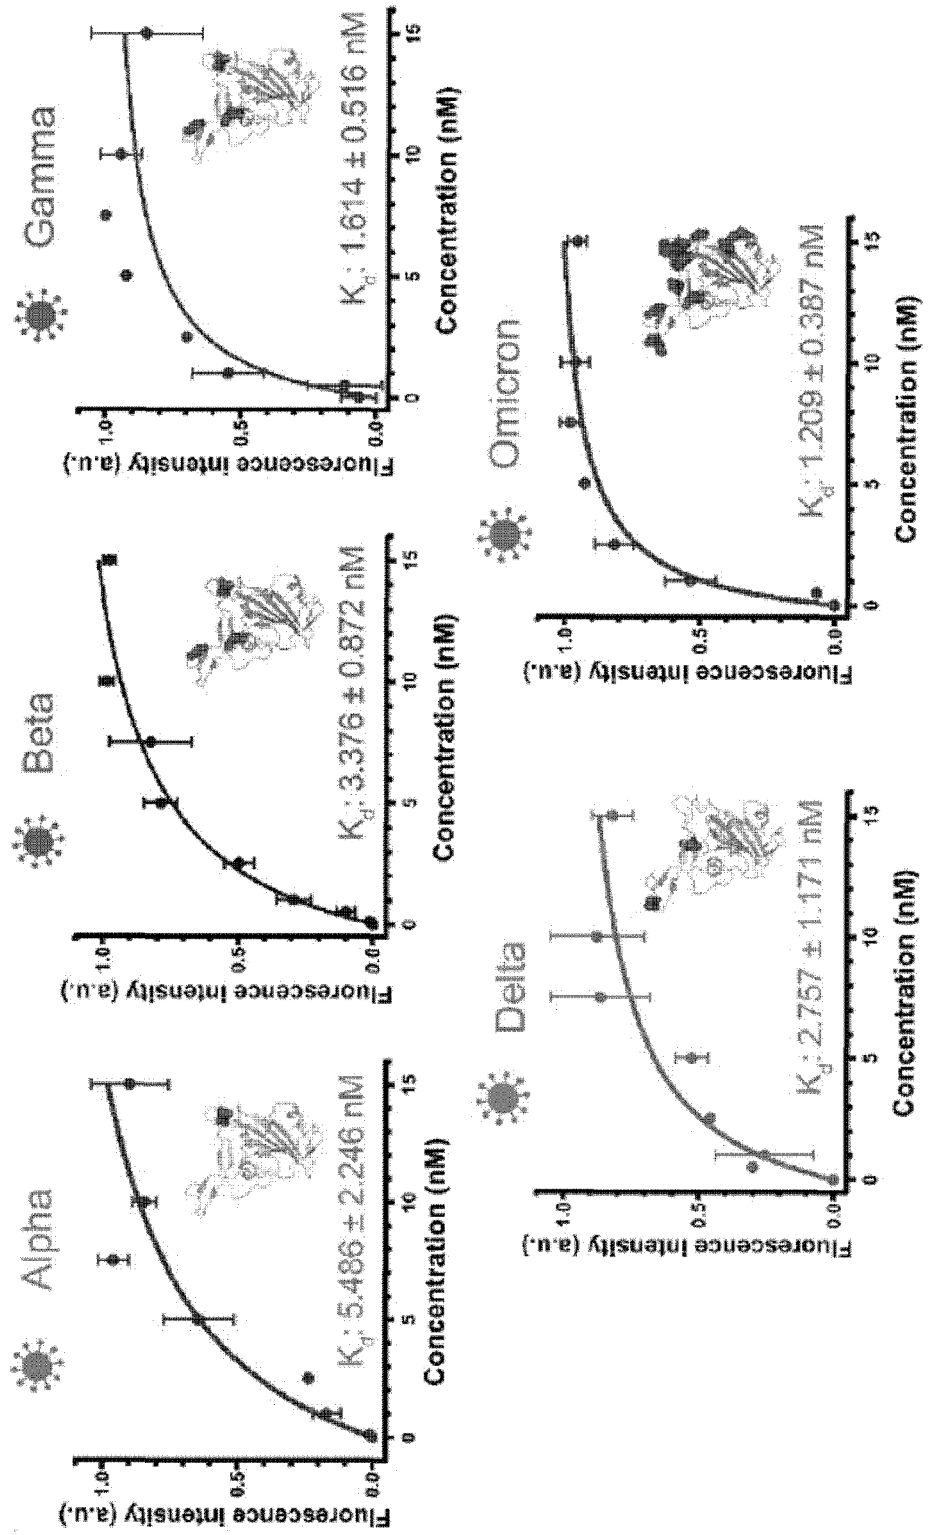 Alpha
Fluorescence intensity (a.u.)
1.0
0.5
0.0
0 5 10 15
Concentration (nM)
Kd: 5.486 ± 2.246 nM
Beta
Fluorescence intensity (a.u.)
1.0
0.5
0.0
0 5 10 15
Concentration (nM)
Kd: 3.376 ± 0.872 nM
Gamma
Fluorescence intensity (a.u.)
1.0
0.5
0.0
0 5 10 15
Concentration (nM)
Kd: 1.614 ± 0.516 nM
Delta
Fluorescence intensity (a.u.)
1.0
0.5
0.0
0 5 10 15
Concentration (nM)
Kd: 2.757 ± 1.171 nM
Omicron
Fluorescence intensity (a.u.)
1.0
0.5
0.0
0 5 10 15
Concentration (nM)
Kd: 1.209 ± 0.387 nM